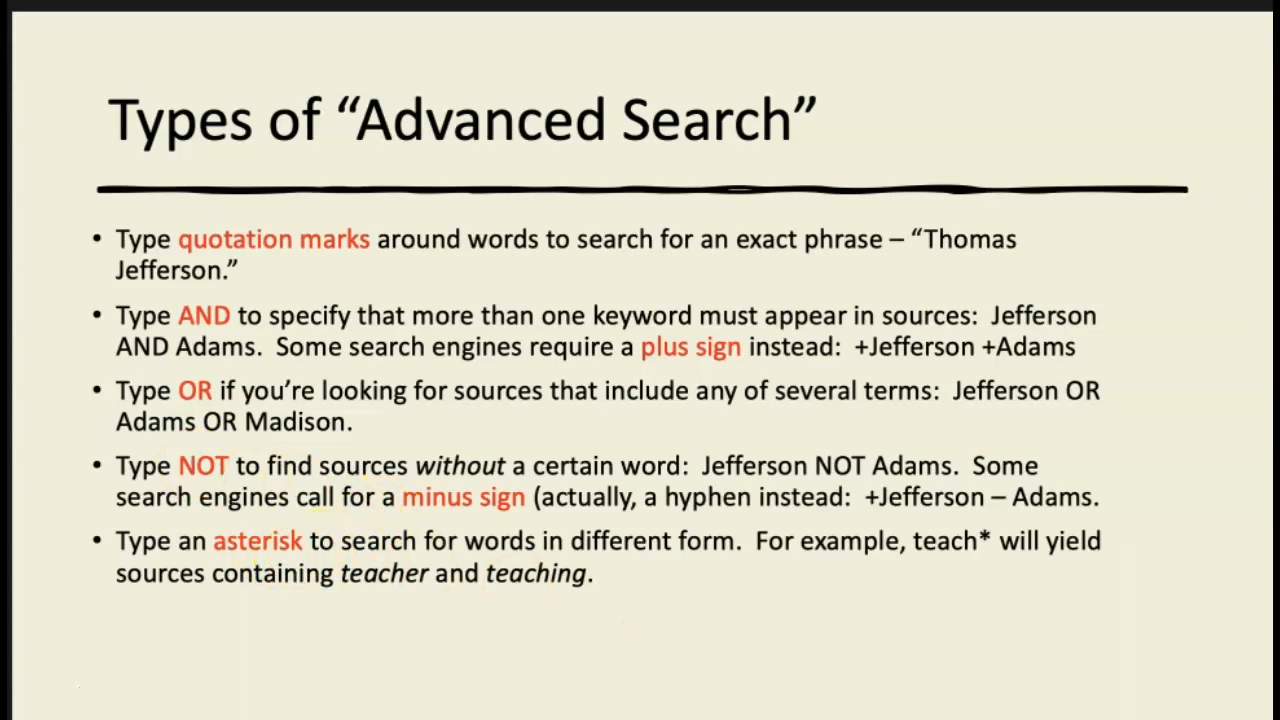 Types of “Advanced Search”
• Type quotation marks around words to search for an exact phrase – “Thomas
Jefferson.”
• Type AND to specify that more than one keyword must appear in sources:  Jefferson
AND Adams.  Some search engines require a plus sign instead:  +Jefferson +Adams
• Type OR if you’re looking for sources that include any of several terms:  Jefferson OR
Adams OR Madison.
• Type NOT to find sources without a certain word:  Jefferson NOT Adams.  Some
search engines call for a minus sign (actually, a hyphen instead:  +Jefferson – Adams.
• Type an asterisk to search for words in different form.  For example, teach* will yield
sources containing teacher and teaching.